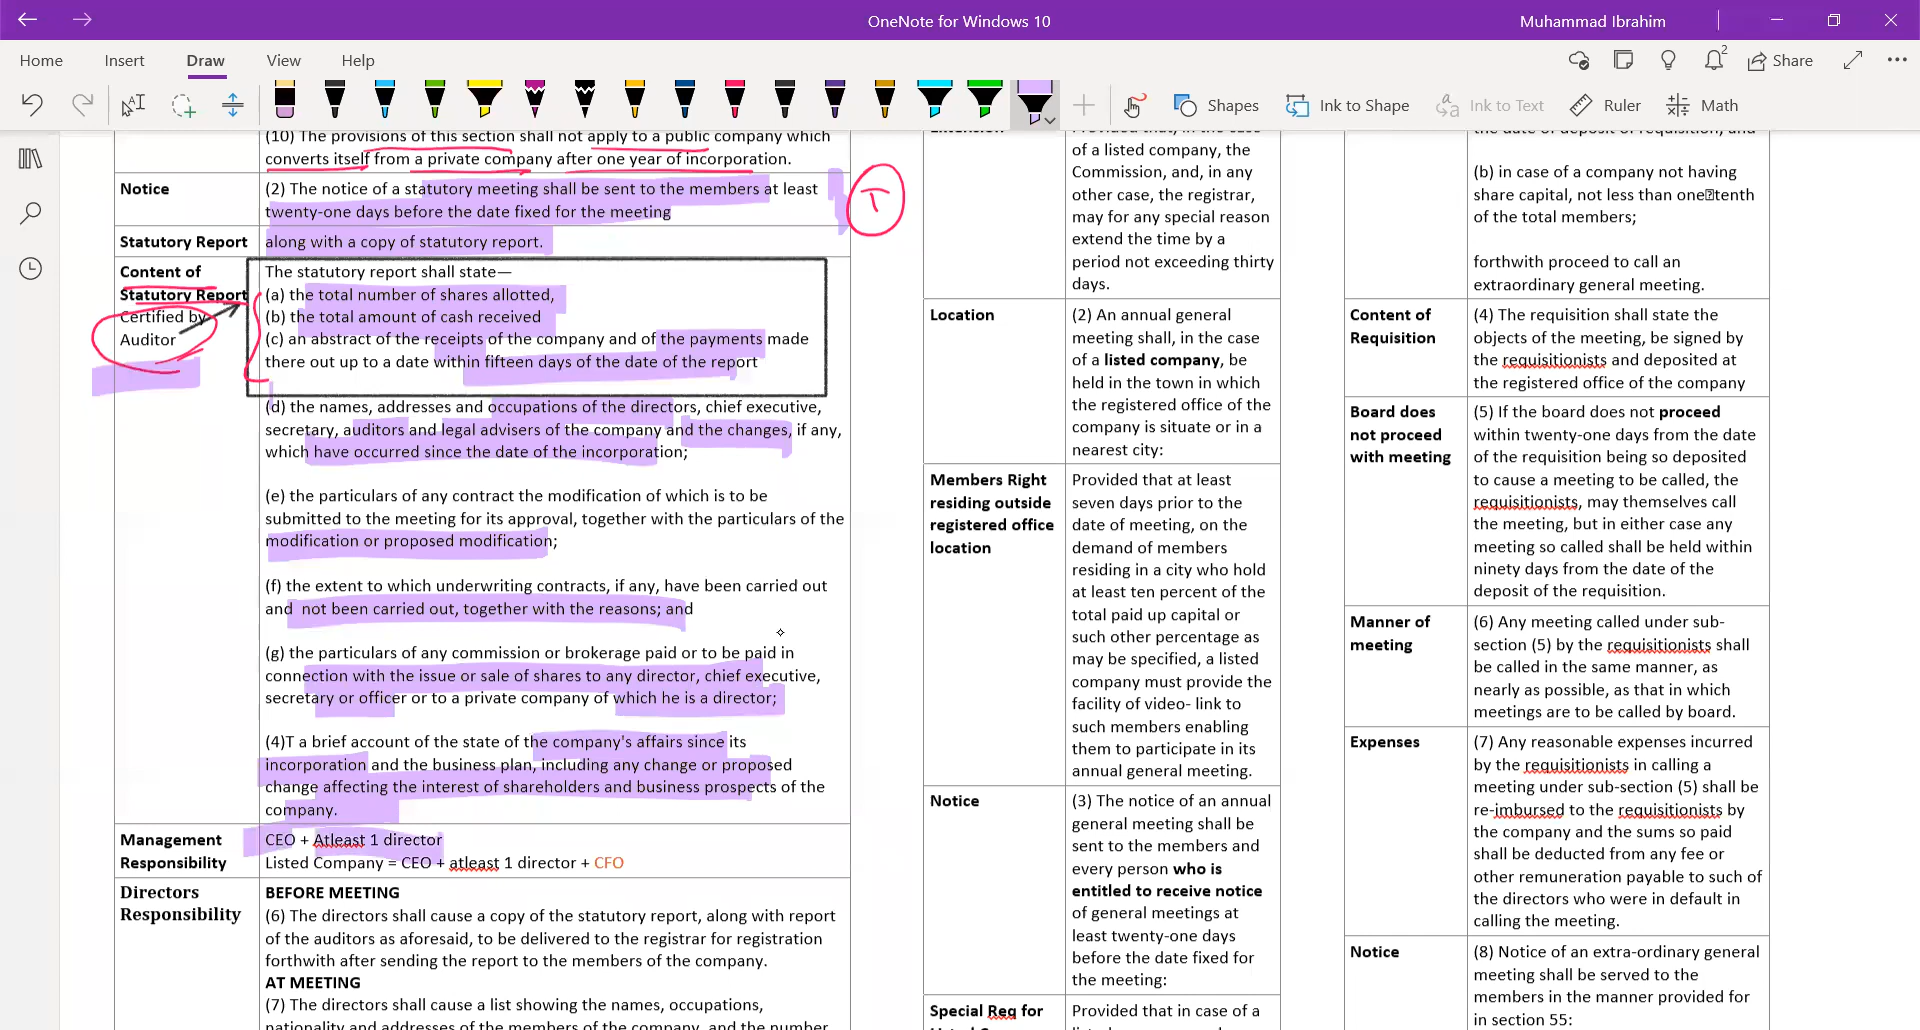 OneNote for Windows 10
Muhammad Ibrahim
Home
Insert
Draw
View
Help
2
Share
Shapes
Ink to Shape
Ink to Text
Ruler
Math
(10) The provisions of this section shall not apply to a public company which
converts itself from a private company after one year of incorporation.
Notice
(2) The notice of a statutory meeting shall be sent to the members at least
twenty-one days before the date fixed for the meeting
T
Statutory Report
along with a copy of statutory report.
Content of
Statutory Report
Certified by
Auditor
The statutory report shall state—
(a) the total number of shares allotted,
(b) the total amount of cash received
(c) an abstract of the receipts of the company and of the payments made
there out up to a date within fifteen days of the date of the report
(d) the names, addresses and occupations of the directors, chief executive,
secretary, auditors and legal advisers of the company and the changes, if any,
which have occurred since the date of the incorporation;
(e) the particulars of any contract the modification of which is to be
submitted to the meeting for its approval, together with the particulars of the
modification or proposed modification;
(f) the extent to which underwriting contracts, if any, have been carried out
and not been carried out, together with the reasons; and
(g) the particulars of any commission or brokerage paid or to be paid in
connection with the issue or sale of shares to any director, chief executive,
secretary or officer or to a private company of which he is a director;
(4)T a brief account of the state of the company's affairs since its
incorporation and the business plan, including any change or proposed
change affecting the interest of shareholders and business prospects of the
company.
Management
Responsibility
CEO + Atleast 1 director
Listed Company = CEO + atleast 1 director + CFO
Directors
Responsibility
BEFORE MEETING
(6) The directors shall cause a copy of the statutory report, along with report
of the auditors as aforesaid, to be delivered to the registrar for registration
forthwith after sending the report to the members of the company.
AT MEETING
(7) The directors shall cause a list showing the names, occupations,
nationality and addresses of the members of the company, and the number
Extension
Provided that, in the case
of a listed company, the
Commission, and, in any
other case, the registrar,
may for any special reason
extend the time by a
period not exceeding thirty
days.
Location
(2) An annual general
meeting shall, in the case
of a listed company, be
held in the town in which
the registered office of the
company is situate or in a
nearest city:
Members Right
residing outside
registered office
location
Provided that at least
seven days prior to the
date of meeting, on the
demand of members
residing in a city who hold
at least ten percent of the
total paid up capital or
such other percentage as
may be specified, a listed
company must provide the
facility of video- link to
such members enabling
them to participate in its
annual general meeting.
Notice
(3) The notice of an annual
general meeting shall be
sent to the members and
every person who is
entitled to receive notice
of general meetings at
least twenty-one days
before the date fixed for
the meeting:
Special Req for
Provided that in case of a
the date of deposit of requisition; and
(b) in case of a company not having
share capital, not less than one⍰tenth
of the total members;
forthwith proceed to call an
extraordinary general meeting.
Content of
Requisition
(4) The requisition shall state the
objects of the meeting, be signed by
the requisitionists and deposited at
the registered office of the company
Board does
not proceed
with meeting
(5) If the board does not proceed
within twenty-one days from the date
of the requisition being so deposited
to cause a meeting to be called, the
requisitionists, may themselves call
the meeting, but in either case any
meeting so called shall be held within
ninety days from the date of the
deposit of the requisition.
Manner of
meeting
(6) Any meeting called under sub-
section (5) by the requisitionists shall
be called in the same manner, as
nearly as possible, as that in which
meetings are to be called by board.
Expenses
(7) Any reasonable expenses incurred
by the requisitionists in calling a
meeting under sub-section (5) shall be
re-imbursed to the requisitionists by
the company and the sums so paid
shall be deducted from any fee or
other remuneration payable to such of
the directors who were in default in
calling the meeting.
Notice
(8) Notice of an extra-ordinary general
meeting shall be served to the
members in the manner provided for
in section 55: